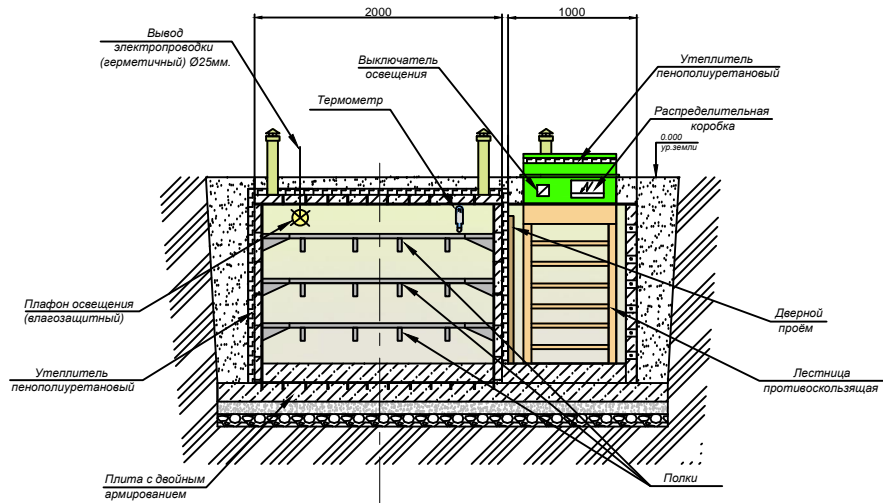 2000
1000
Вывод
электропроводки
(герметичный) Ø25мм.
Выключатель
освещения
Термометр
Утеплитель
пенополиуретановый
Распределительная
коробка
0.000
ур.земли
Плафон освещения
(влагозащитный)
Утеплитель
пенополиуретановый
Дверной
проём
Лестница
противоскользящая
Плита с двойным
армированием
Полки